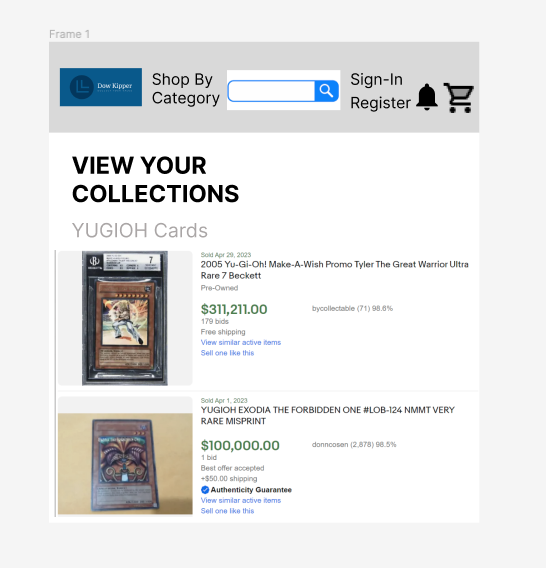 Frame 1
Dow Kipper
Shop By
Category
Sign-In
Register
VIEW YOUR
COLLECTIONS
YUGIOH Cards
7
Sold Apr 29, 2023
2005 Yu-Gi-Oh! Make-A-Wish Promo Tyler The Great Warrior Ultra
Rare 7 Beckett
Pre-Owned
$311,211.00
bycollectable (71) 98.6%
179 bids
Free shipping
View similar active items
Sell one like this
Sold Apr 1, 2023
YUGIOH EXODIA THE FORBIDDEN ONE #LOB-124 NMMT VERY
RARE MISPRINT
$100,000.00
donncosen (2,878) 98.5%
1 bid
Best offer accepted
+$50.00 shipping
Authenticity Guarantee
View similar active items
Sell one like this